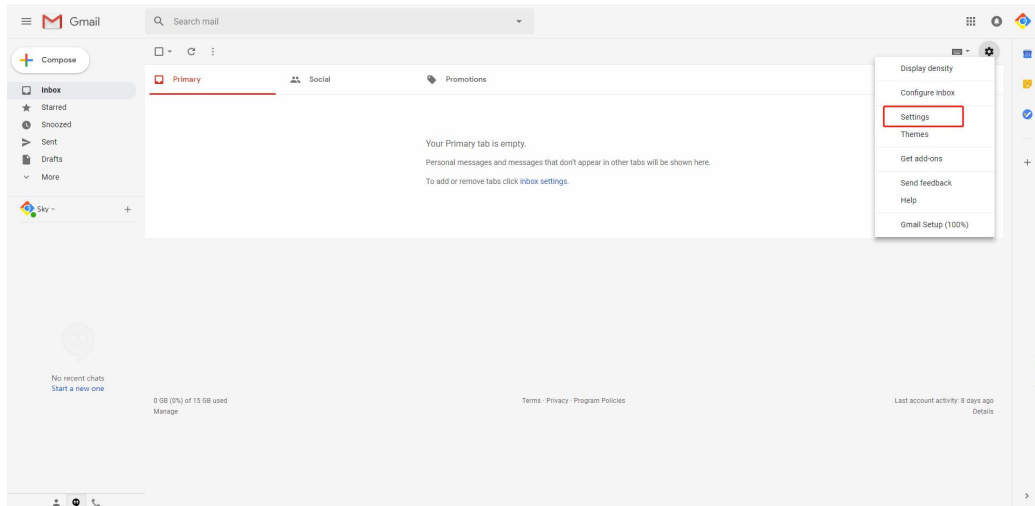 Gmail
Search mail
Compose
Primary
Social
Promotions
Inbox
Starred
Snoozed
Sent
Drafts
More
Sky
Your Primary tab is empty.
Personal messages and messages that don't appear in other tabs will be shown here.
To add or remove tabs click inbox settings.
Display density
Configure inbox
Settings
Themes
Get add-ons
Send feedback
Help
Gmail Setup (100%)
No recent chats
Start a new one
0 GB (0%) of 15 GB used
Manage
Terms · Privacy · Program Policies
Last account activity: 8 days ago
Details